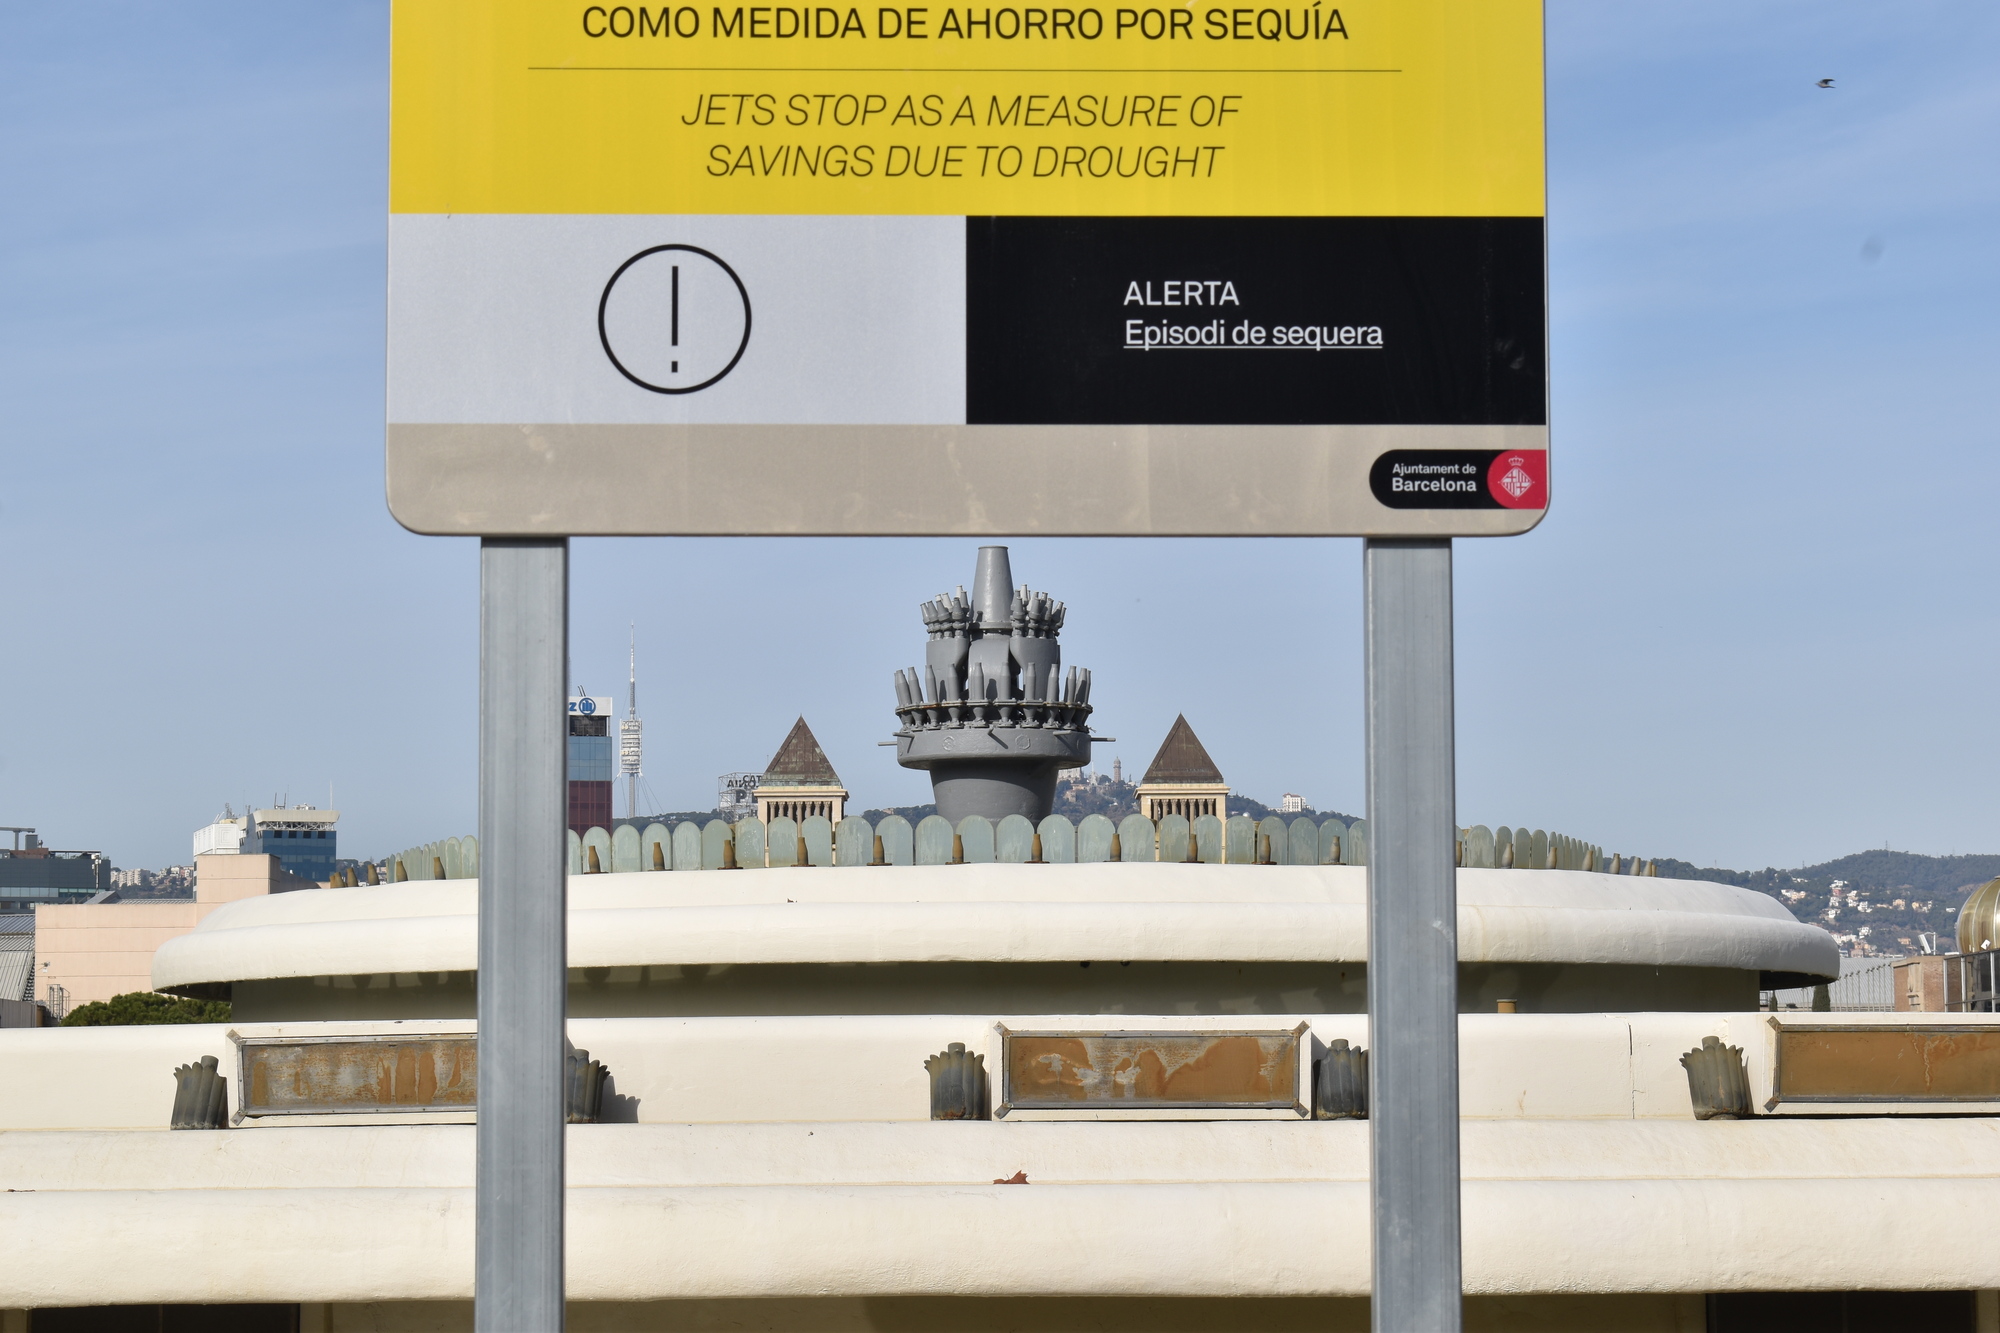 COMO MEDIDA DE AHORRO POR SEQUÍA
JETS STOP AS A MEASURE OF
SAVINGS DUE TO DROUGHT
ALERTA
Episodi de sequera
Ajuntament de
Barcelona